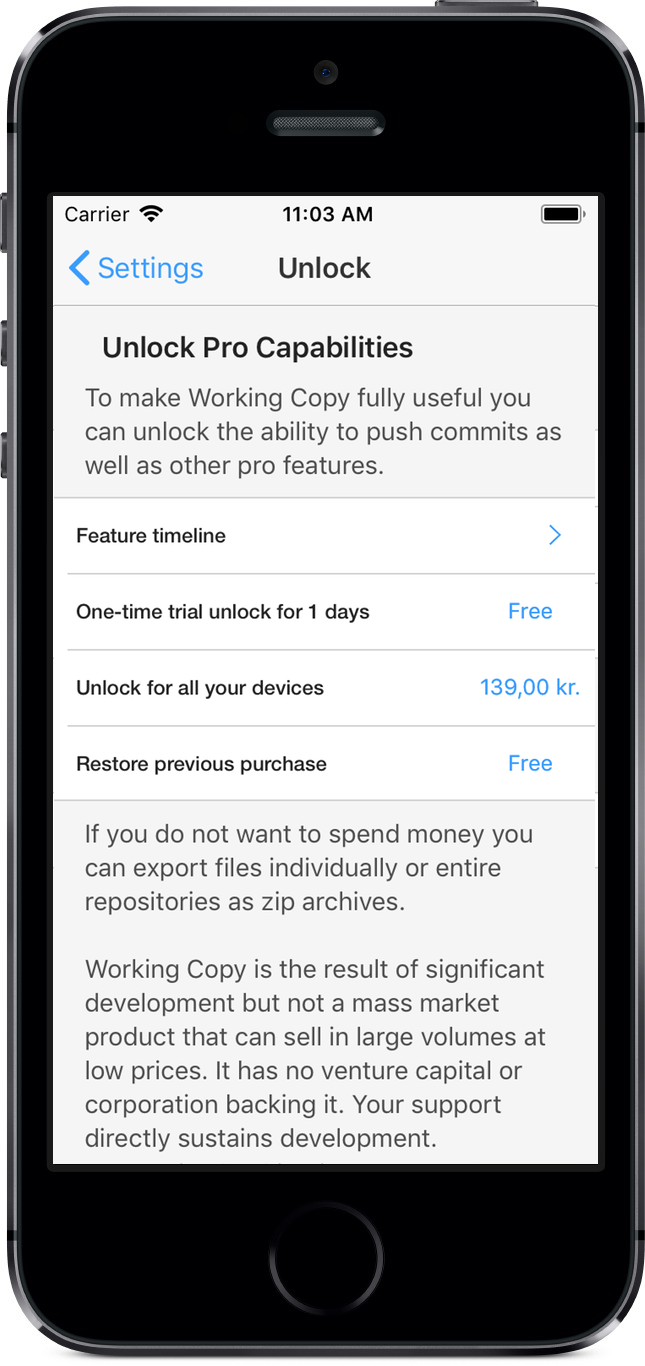 Carrier
11:03 AM
Settings
Unlock
Unlock Pro Capabilities
To make Working Copy fully useful you
can unlock the ability to push commits as
well as other pro features.
Feature timeline
One-time trial unlock for 1 days
Free
Unlock for all your devices
139,00 kr.
Restore previous purchase
Free
If you do not want to spend money you
can export files individually or entire
repositories as zip archives.
Working Copy is the result of significant
development but not a mass market
product that can sell in large volumes at
low prices. It has no venture capital or
corporation backing it. Your support
directly sustains development.